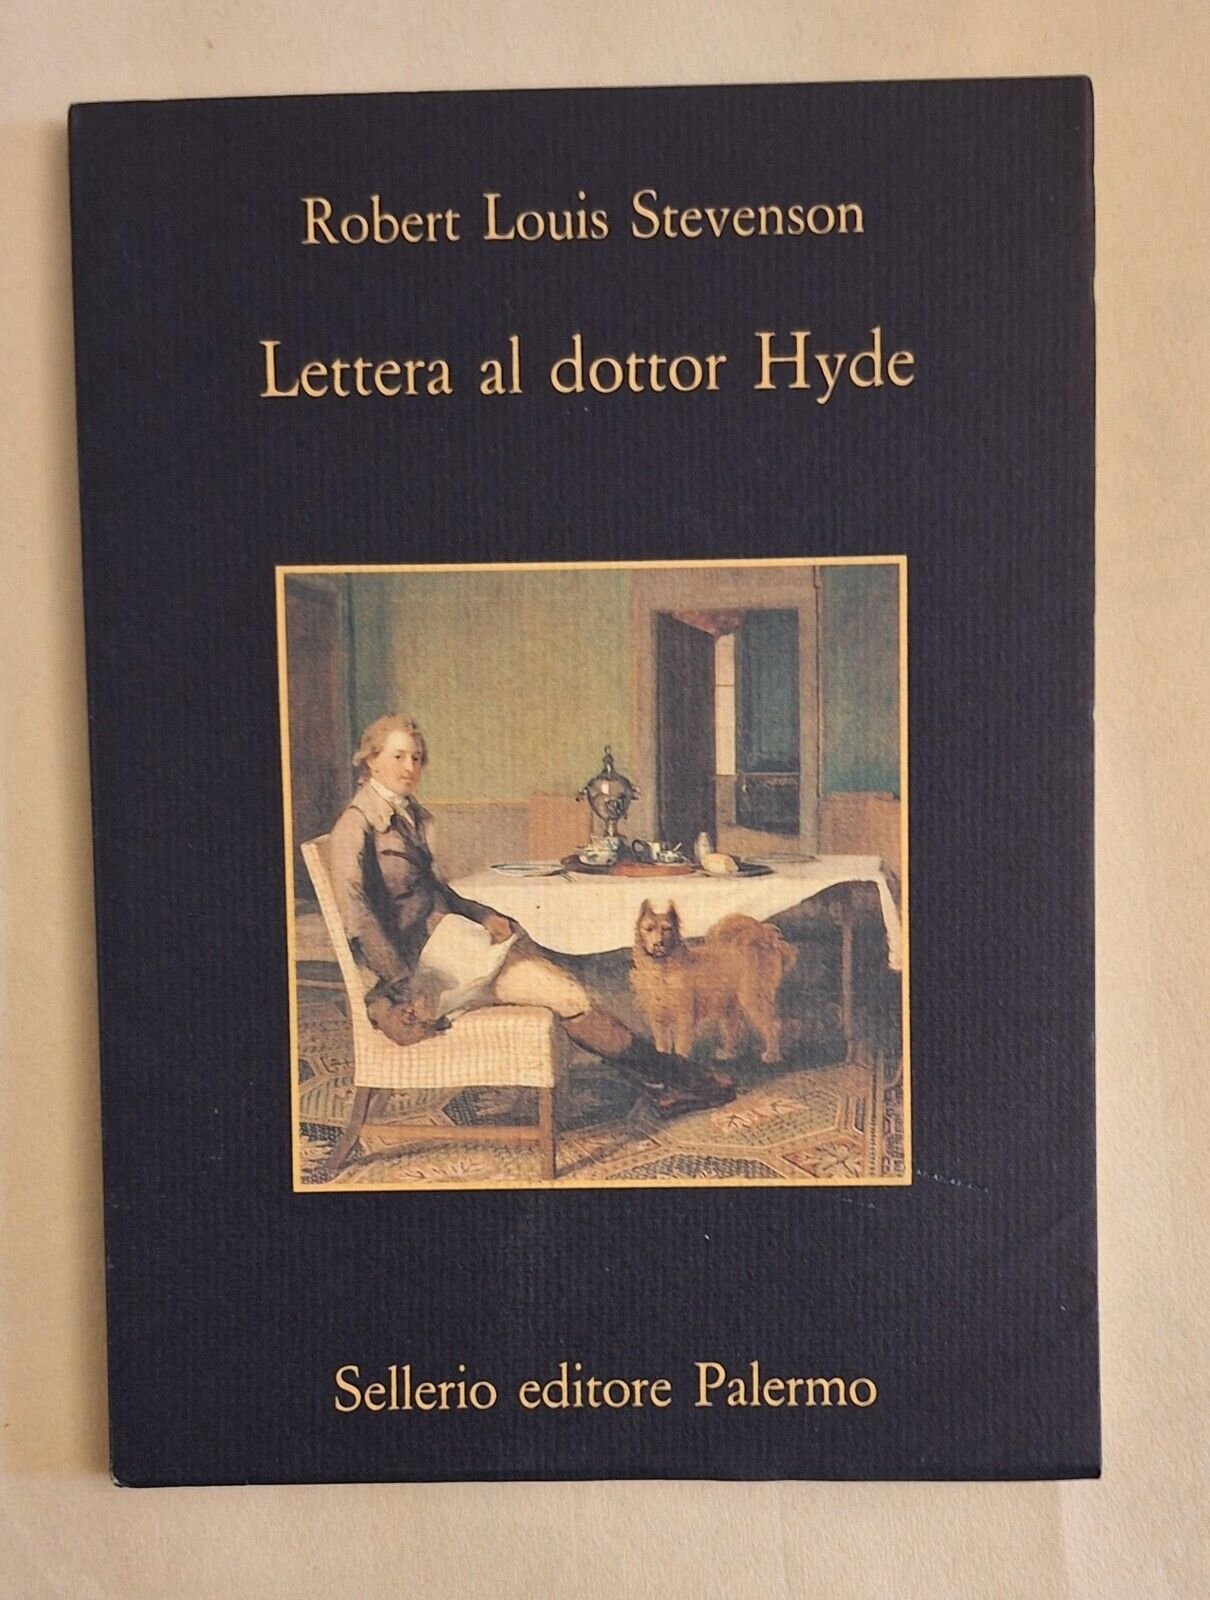 Robert Louis Stevenson
Lettera al dottor Hyde
Sellerio editore Palermo